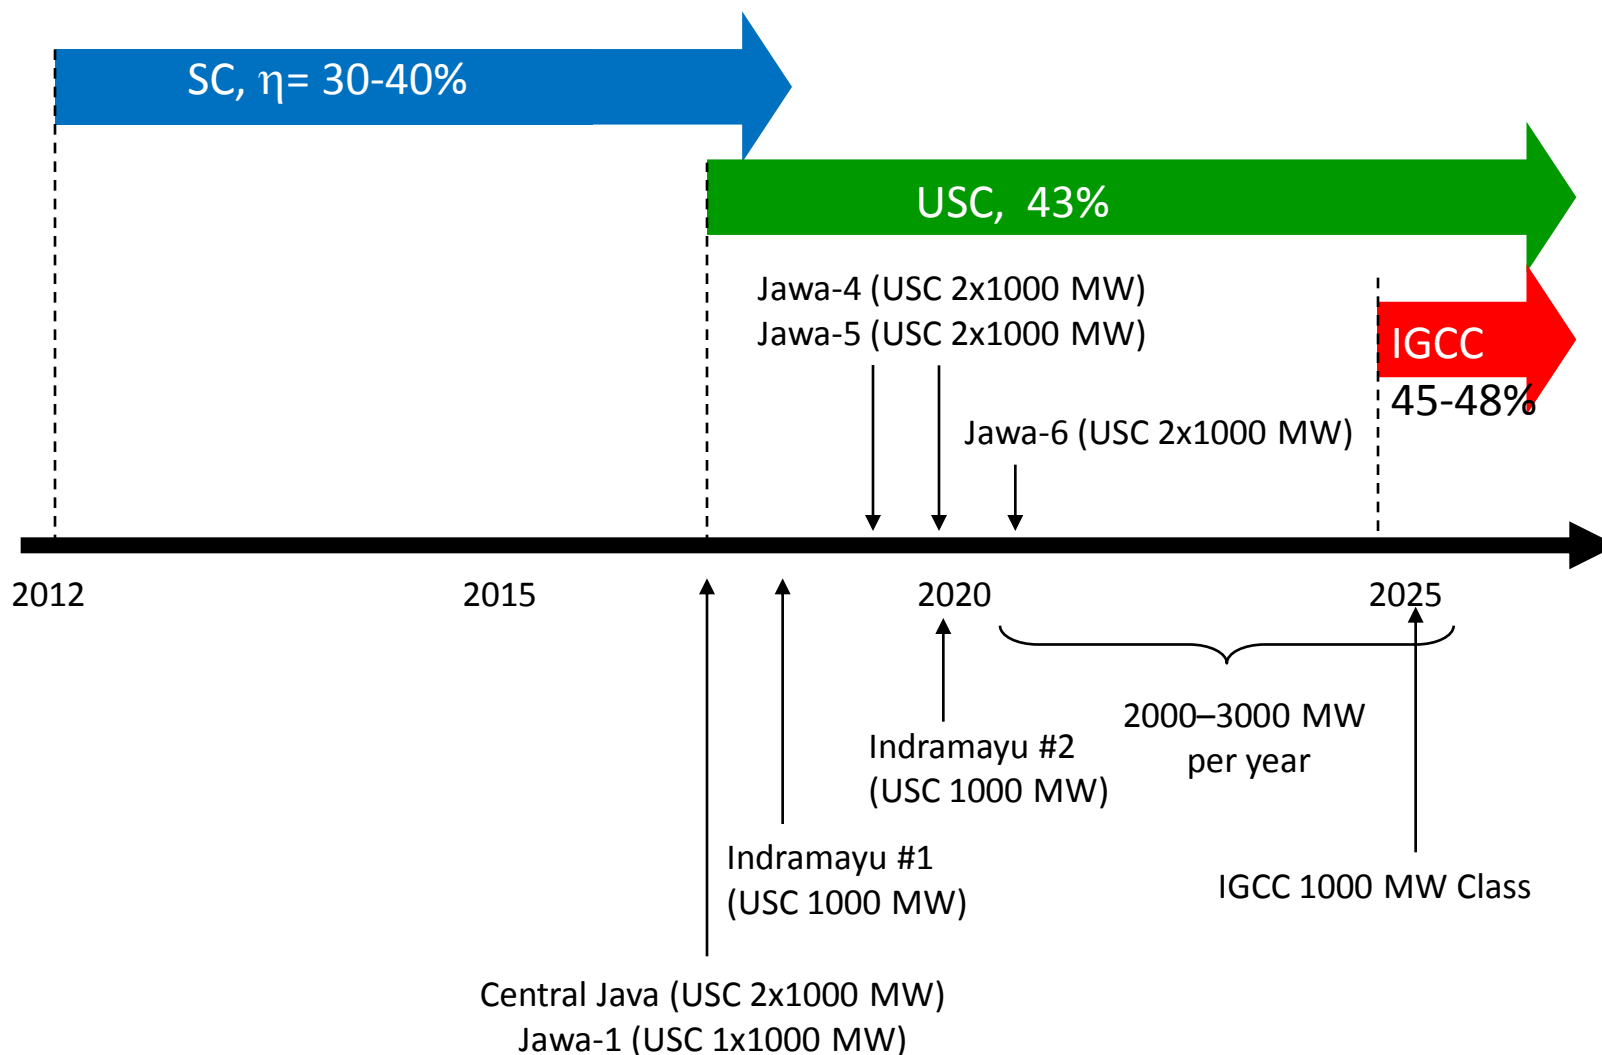 SC, η= 30-40%
USC, 43%
Jawa-4 (USC 2x1000 MW)
Jawa-5 (USC 2x1000 MW)
IGCC
45-48%
Jawa-6 (USC 2x1000 MW)
2012
2015
2020
2025
2000–3000 MW
per year
Indramayu #2
(USC 1000 MW)
Indramayu #1
(USC 1000 MW)
IGCC 1000 MW Class
Central Java (USC 2x1000 MW)
Jawa-1 (USC 1x1000 MW)